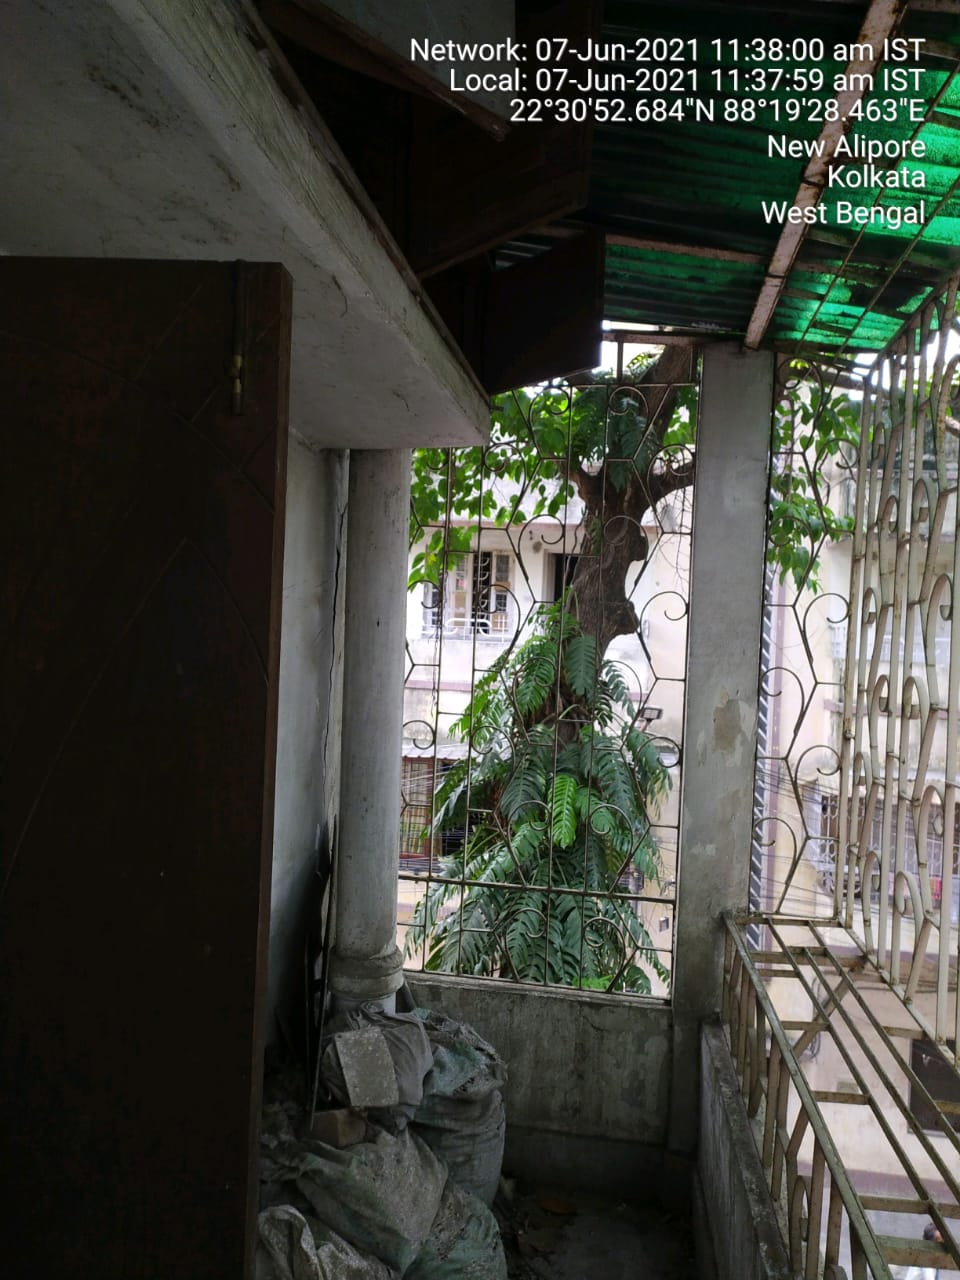 Network: 07-Jun-2021 11:38:00 am IST
Local: 07-Jun-2021 11:37:59 am IST
22°30'52.684"N 88°19'28.463"E
New Alipore
Kolkata
West Bengal